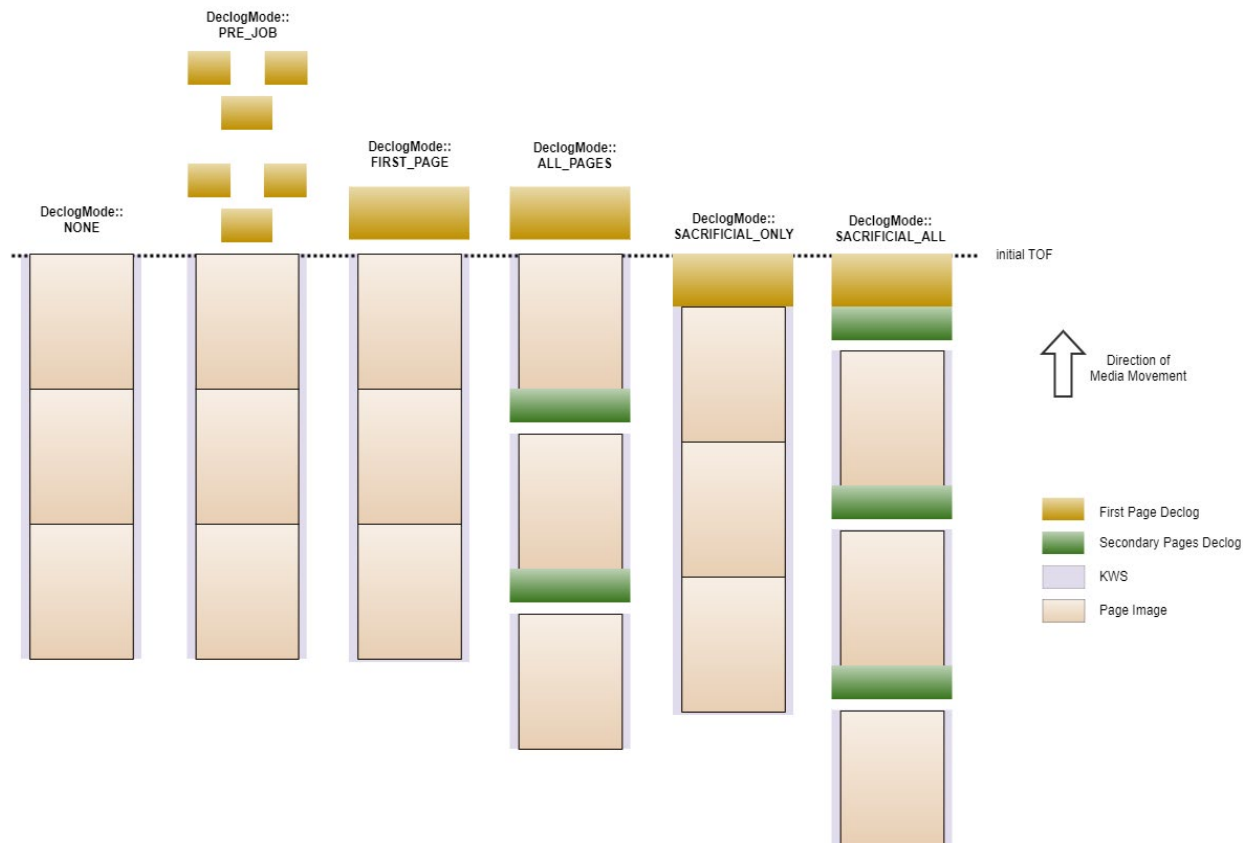 DeclogMode::
PRE_JOB
DeclogMode::
FIRST_PAGE
DeclogMode::
ALL_PAGES
DeclogMode::
NONE
DeclogMode::
SACRIFICIAL_ONLY
DeclogMode::
SACRIFICIAL_ALL
initial TOF
Direction of
Media Movement
First Page Declog
Secondary Pages Declog
KWS
Page Image